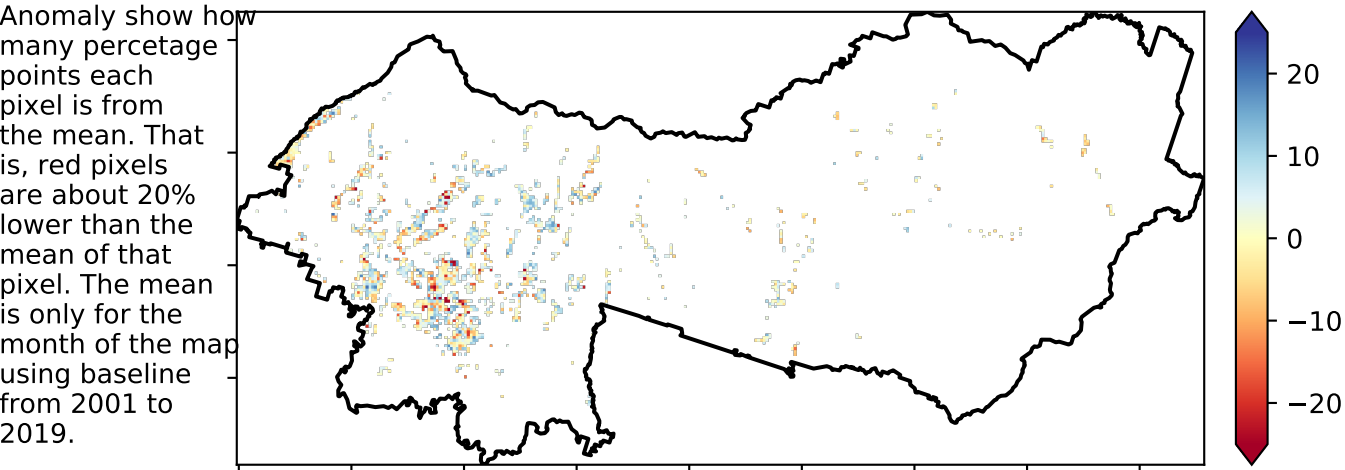 Anomaly show how
many percetage
points each
pixel is from
the mean. That
is, red pixels
are about 20%
lower than the
mean of that
pixel. The mean
is only for the
month of the map
using baseline
from 2001 to
2019.
20
10
0
−10
−20